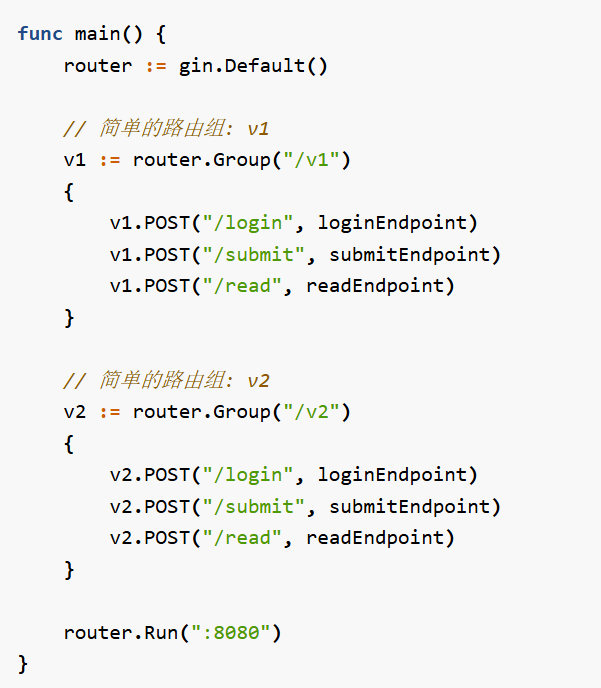 func main() {
    router := gin.Default()

    // 简单的路由组: v1
    v1 := router.Group("/v1")
    {
        v1.POST("/login", loginEndpoint)
        v1.POST("/submit", submitEndpoint)
        v1.POST("/read", readEndpoint)
    }

    // 简单的路由组: v2
    v2 := router.Group("/v2")
    {
        v2.POST("/login", loginEndpoint)
        v2.POST("/submit", submitEndpoint)
        v2.POST("/read", readEndpoint)
    }

    router.Run(":8080")
}